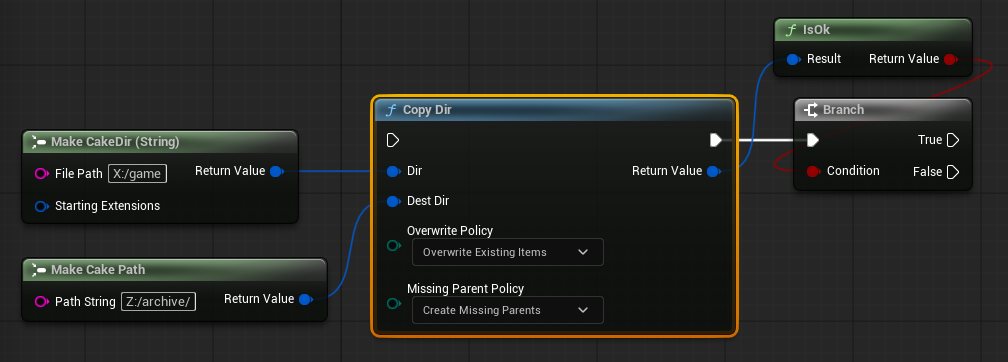 f IsOk
Result Return Value
f Copy Dir
Branch
Make CakeDir (String)
True
File Path X:/game Return Value
Dir Return Value
Condition False
Starting Extensions
Dest Dir
Overwrite Policy
Overwrite Existing Items
Make Cake Path
Missing Parent Policy
Path String Z:/archive/ Return Value
Create Missing Parents